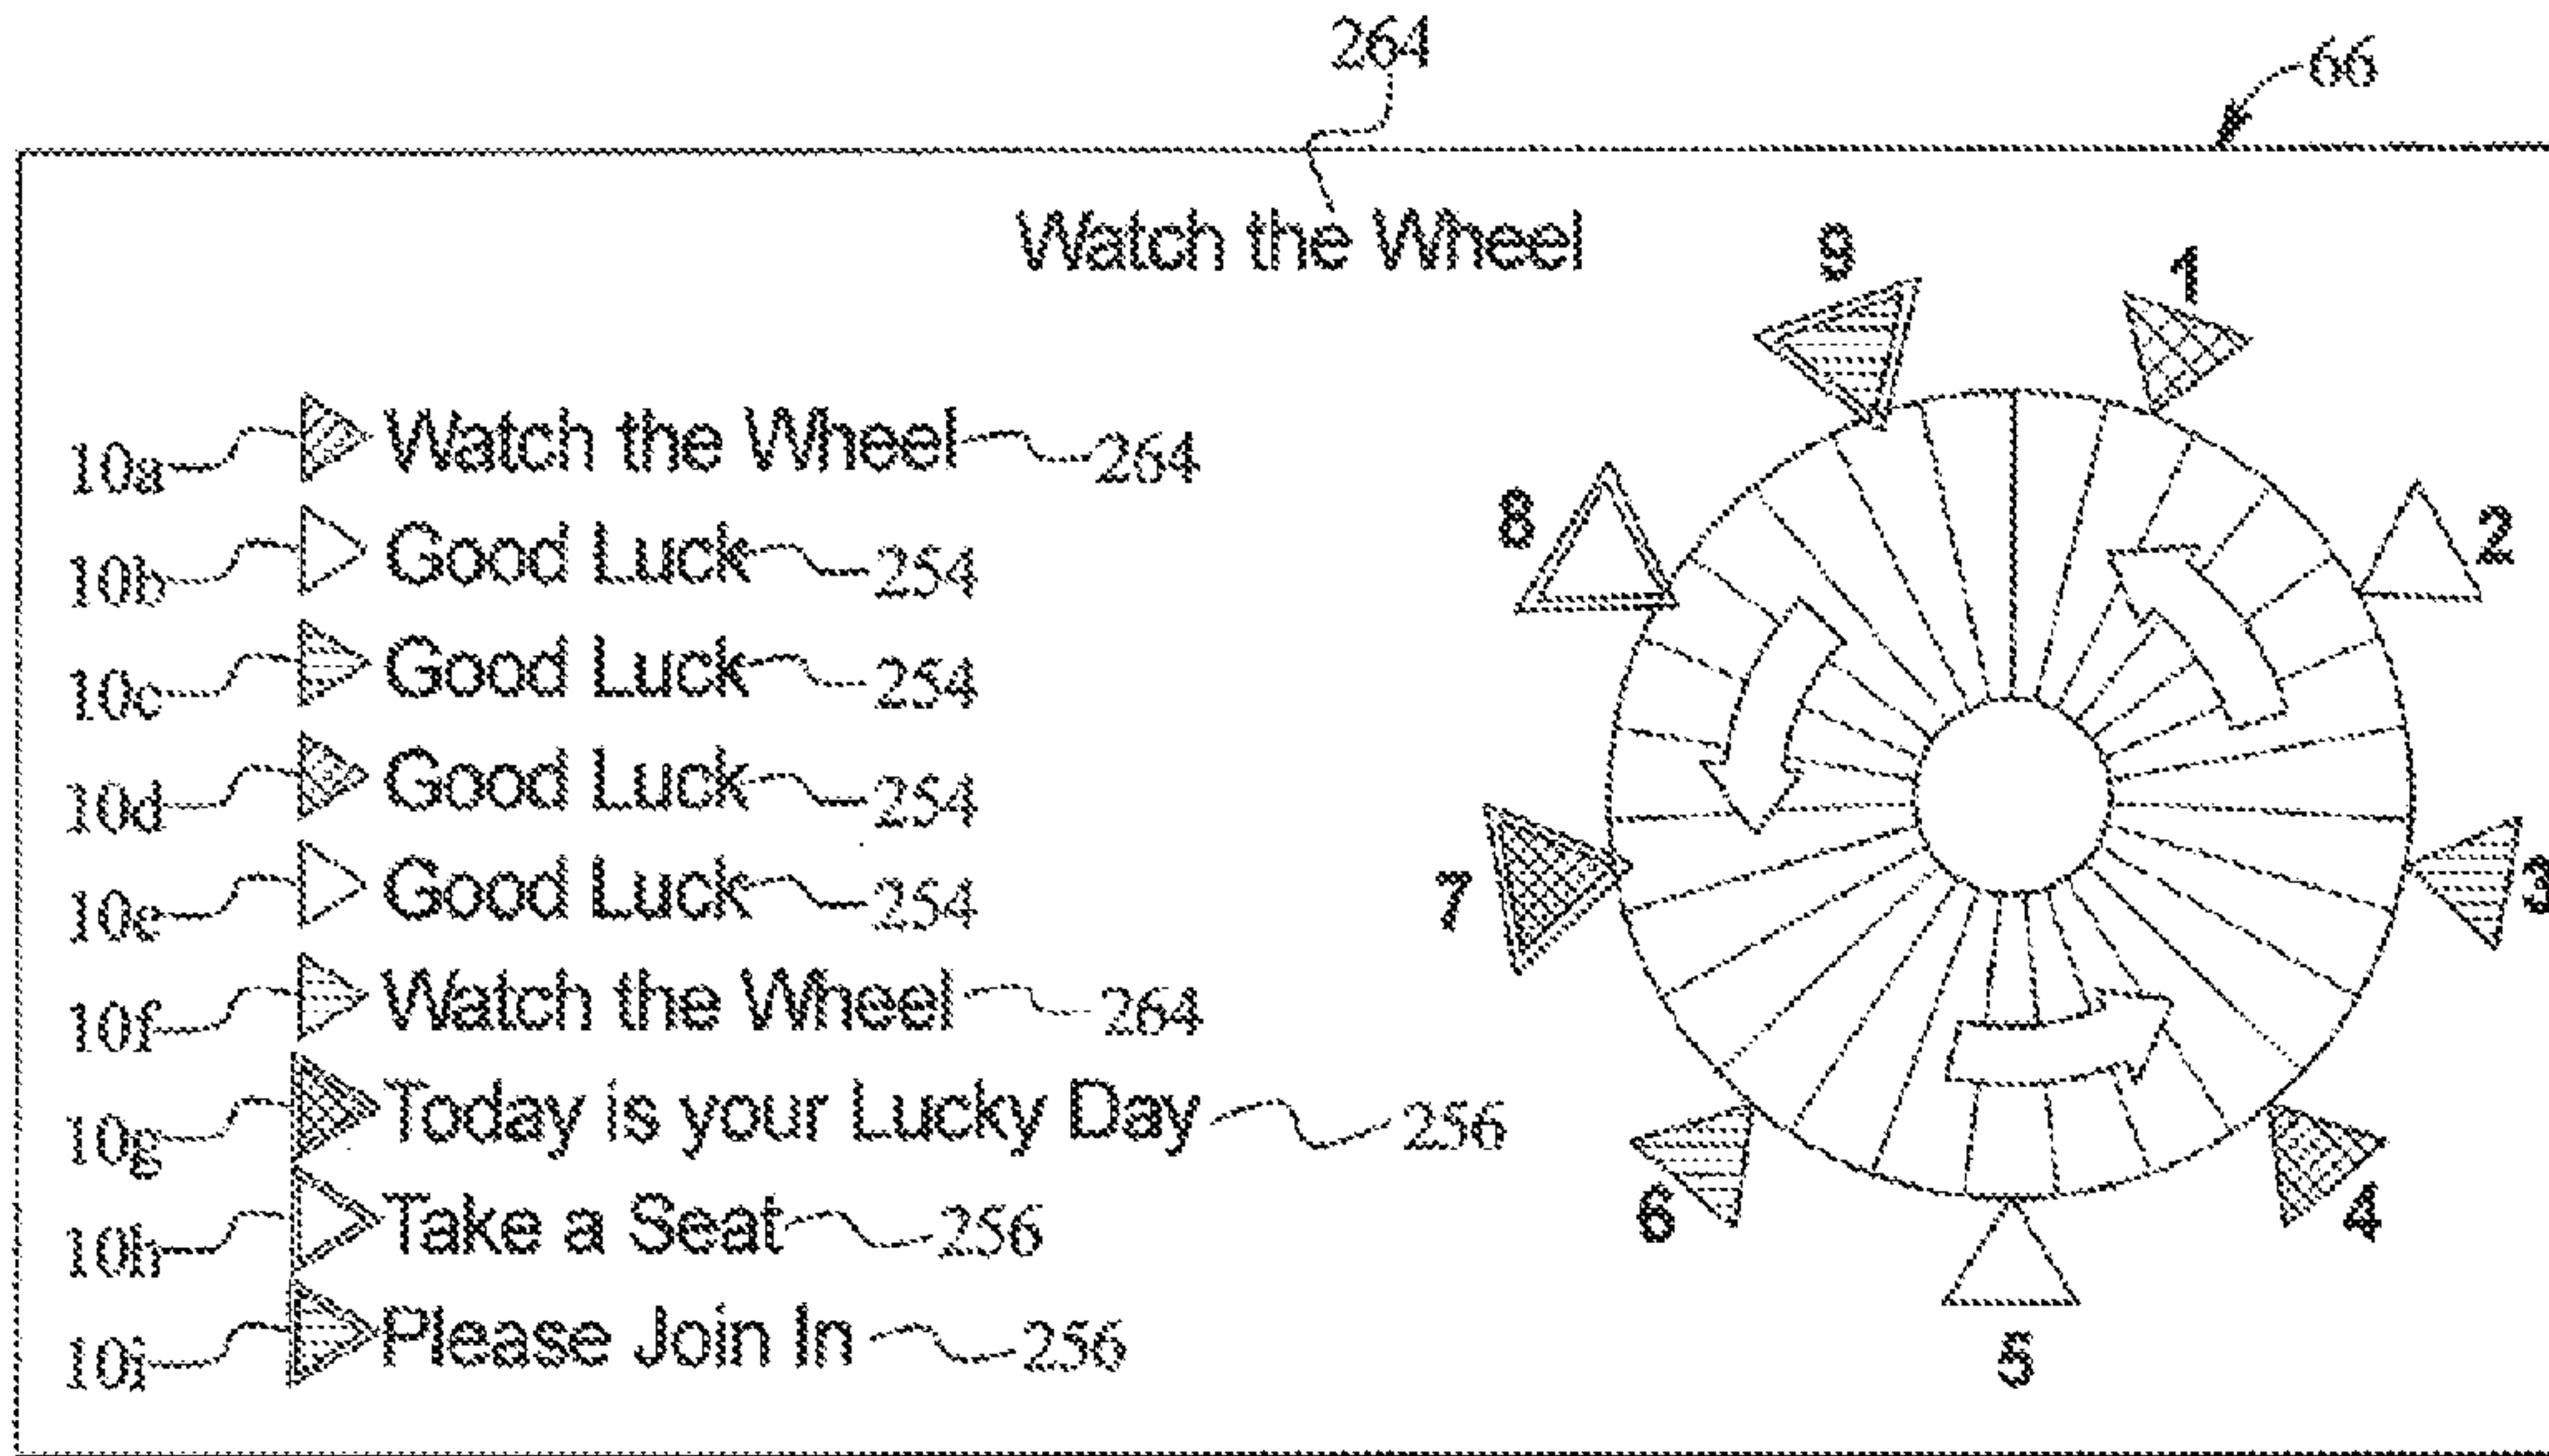 264
66
Watch the Wheel
9
1
10a Watch the Wheel 264
8
2
10b Good Luck 254
10c Good Luck 254
10d Good Luck 254
7
3
10e Good Luck 254
10f Watch the Wheel 264
10g Today is your Lucky Day 256
6
4
10h Take a Seat 256
10i Please Join In 256
5